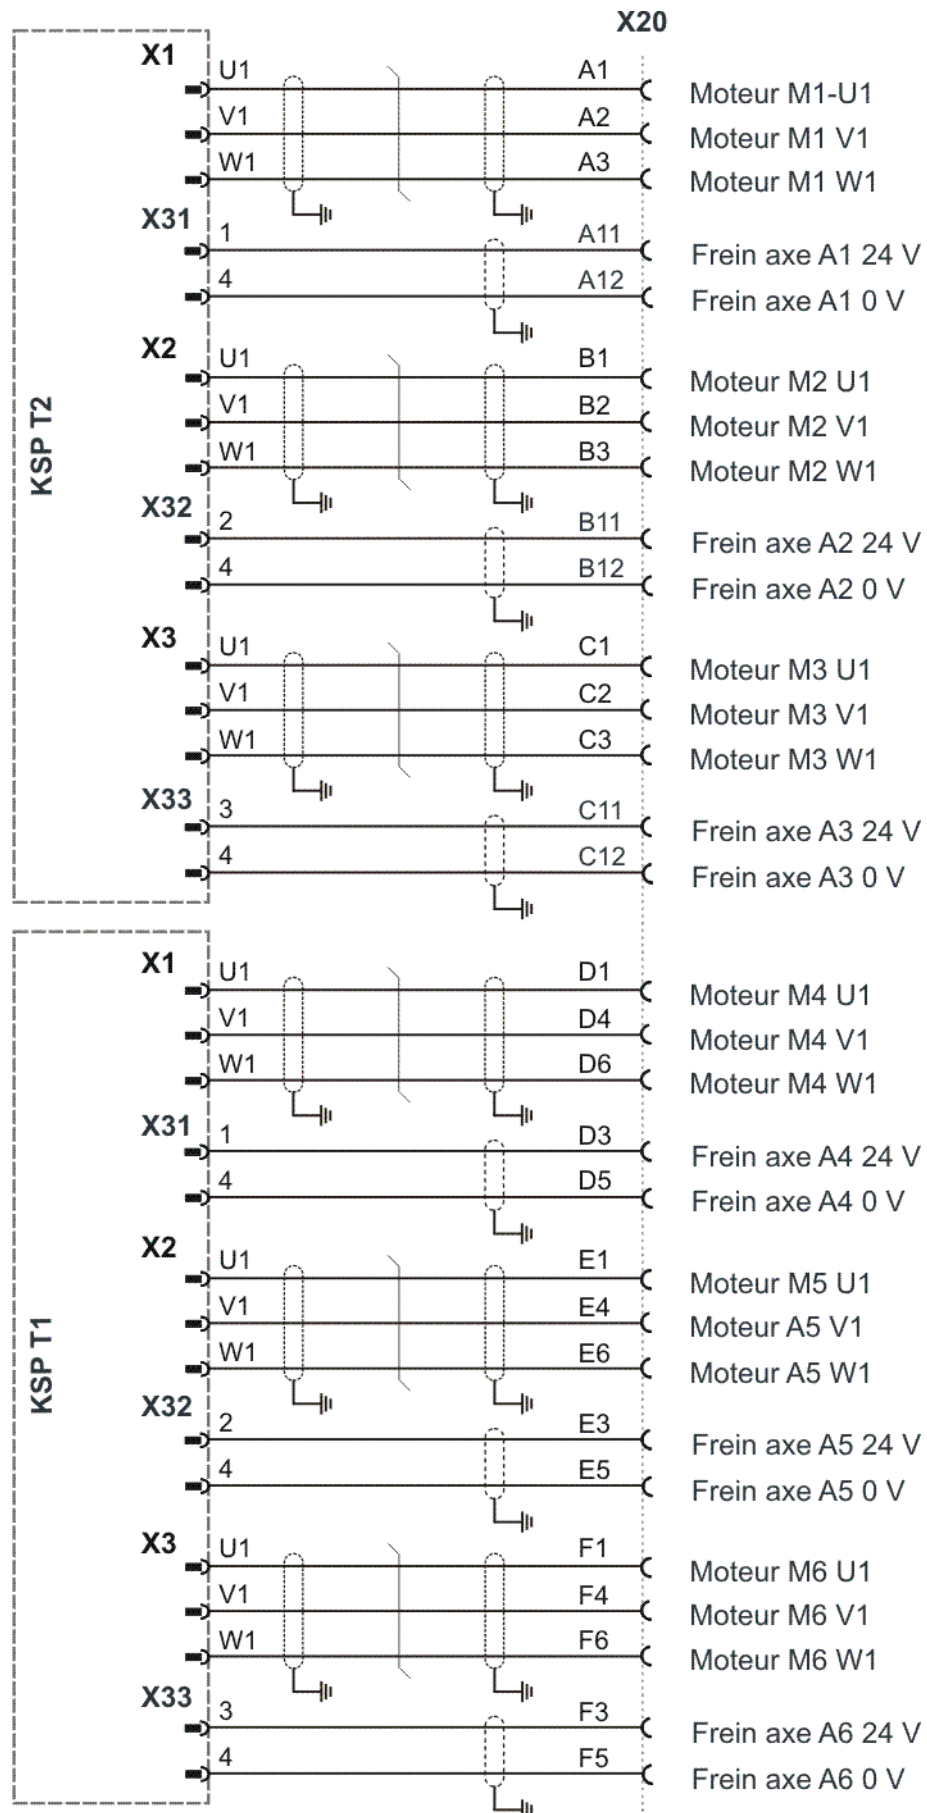 X20
X1
U1 A1 Moteur M1-U1
V1 A2 Moteur M1 V1
W1 A3 Moteur M1 W1
X31
1 A11 Frein axe A1 24 V
4 A12 Frein axe A1 0 V
X2
U1 B1 Moteur M2 U1
V1 B2 Moteur M2 V1
W1 B3 Moteur M2 W1
KSP T2
X32
2 B11 Frein axe A2 24 V
4 B12 Frein axe A2 0 V
X3
U1 C1 Moteur M3 U1
V1 C2 Moteur M3 V1
W1 C3 Moteur M3 W1
X33
3 C11 Frein axe A3 24 V
4 C12 Frein axe A3 0 V
X1
U1 D1 Moteur M4 U1
V1 D4 Moteur M4 V1
W1 D6 Moteur M4 W1
X31
1 D3 Frein axe A4 24 V
4 D5 Frein axe A4 0 V
X2
U1 E1 Moteur M5 U1
V1 E4 Moteur A5 V1
W1 E6 Moteur A5 W1
KSP T1
X32
2 E3 Frein axe A5 24 V
4 E5 Frein axe A5 0 V
X3
U1 F1 Moteur M6 U1
V1 F4 Moteur M6 V1
W1 F6 Moteur M6 W1
X33
3 F3 Frein axe A6 24 V
4 F5 Frein axe A6 0 V